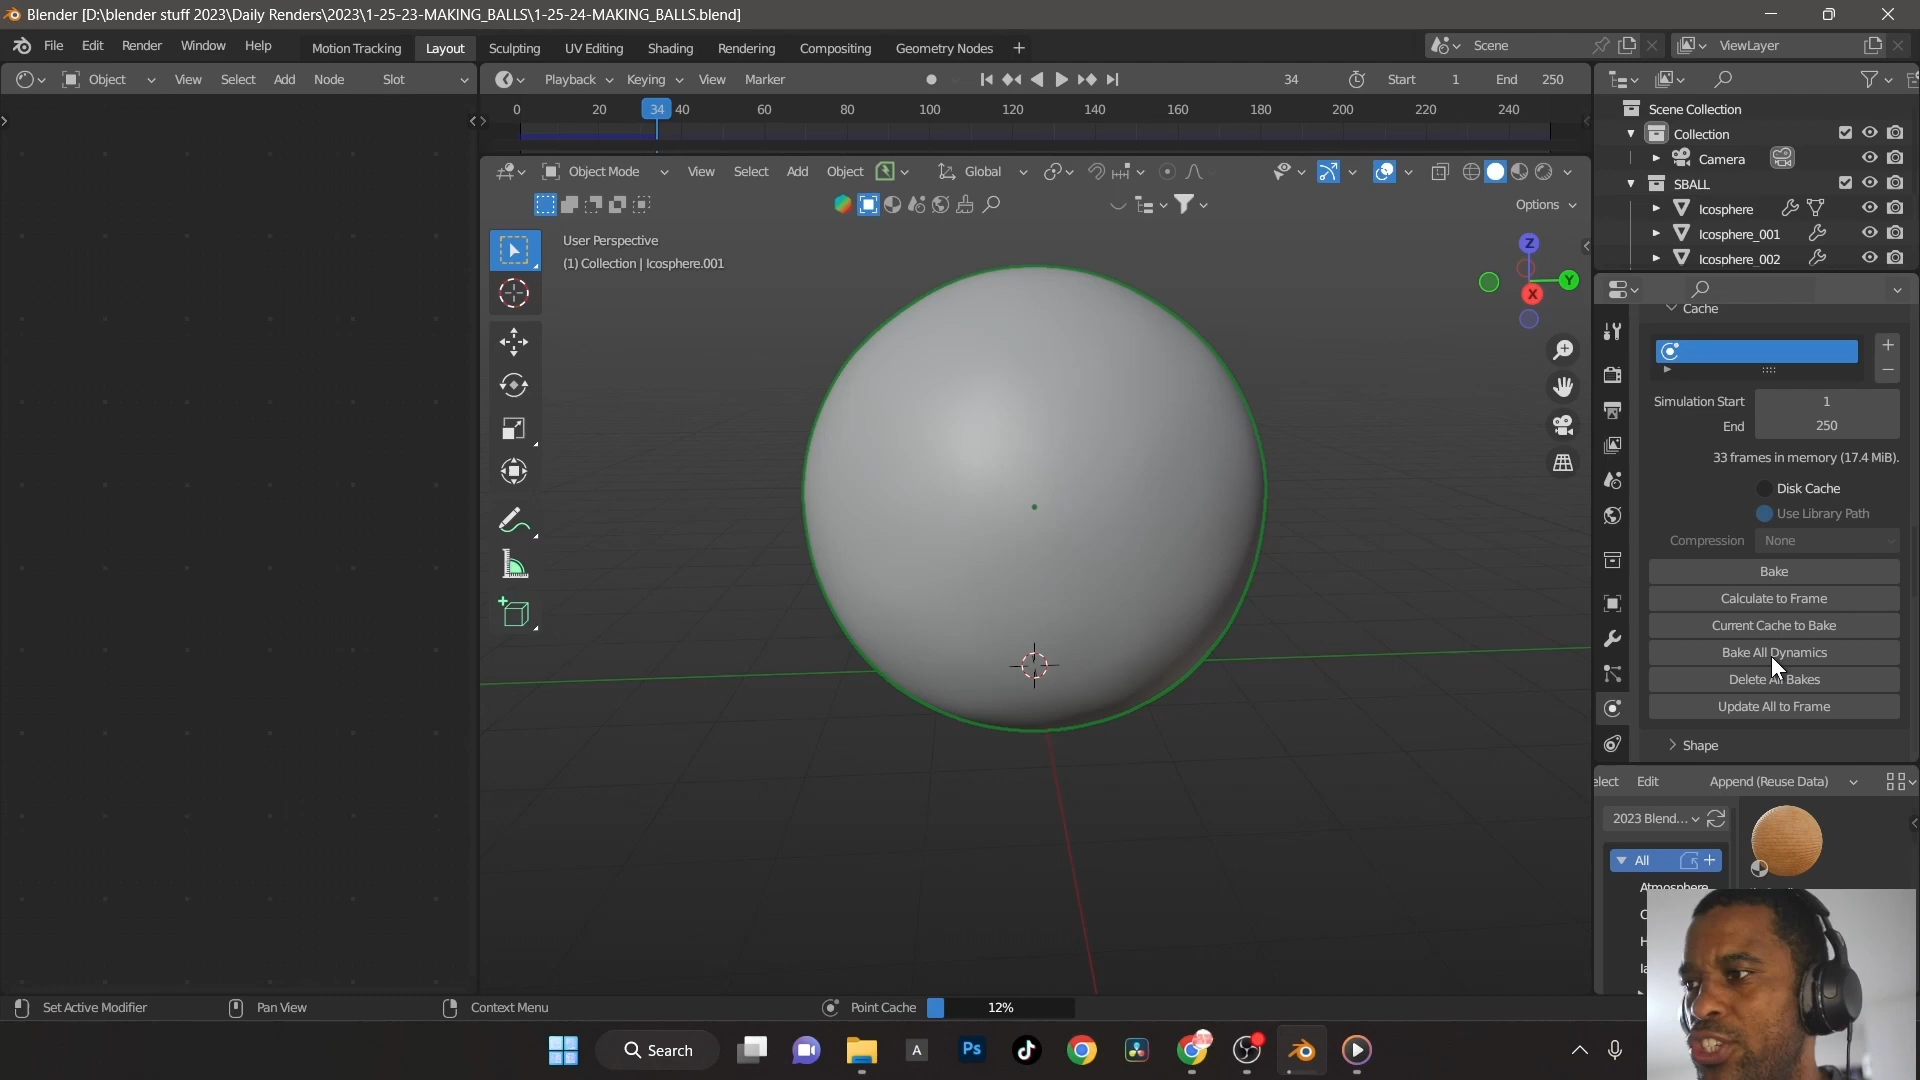 Blender [D:\blender stuff 2023\Daily Renders\2023\1-25-23-MAKING_BALLS\1-25-24-MAKING_BALLS.blend]
File Edit Render Window Help Motion Tracking Layout Sculpting UV Editing Shading Rendering Compositing Geometry Nodes + Scene ViewLayer
Object View Select Add Node Slot Playback Keying View Marker 34 Start 1 End 250
0 20 34 40 60 80 100 120 140 160 180 200 220 240
Scene Collection
Collection
Camera
SBALL
Icosphere
Icosphere_001
Icosphere_002
Object Mode View Select Add Object Global
Options
User Perspective
(1) Collection | Icosphere.001
Z
Y
X
Cache
Simulation Start 1
End 250
33 frames in memory (17.4 MiB).
Disk Cache
Use Library Path
Compression None
Bake
Calculate to Frame
Current Cache to Bake
Bake All Dynamics
Delete All Bakes
Update All to Frame
Shape
elect Edit Append (Reuse Data)
2023 Blend...
All
Atmosphere
Set Active Modifier Pan View Context Menu Point Cache 12%
Search A Ps